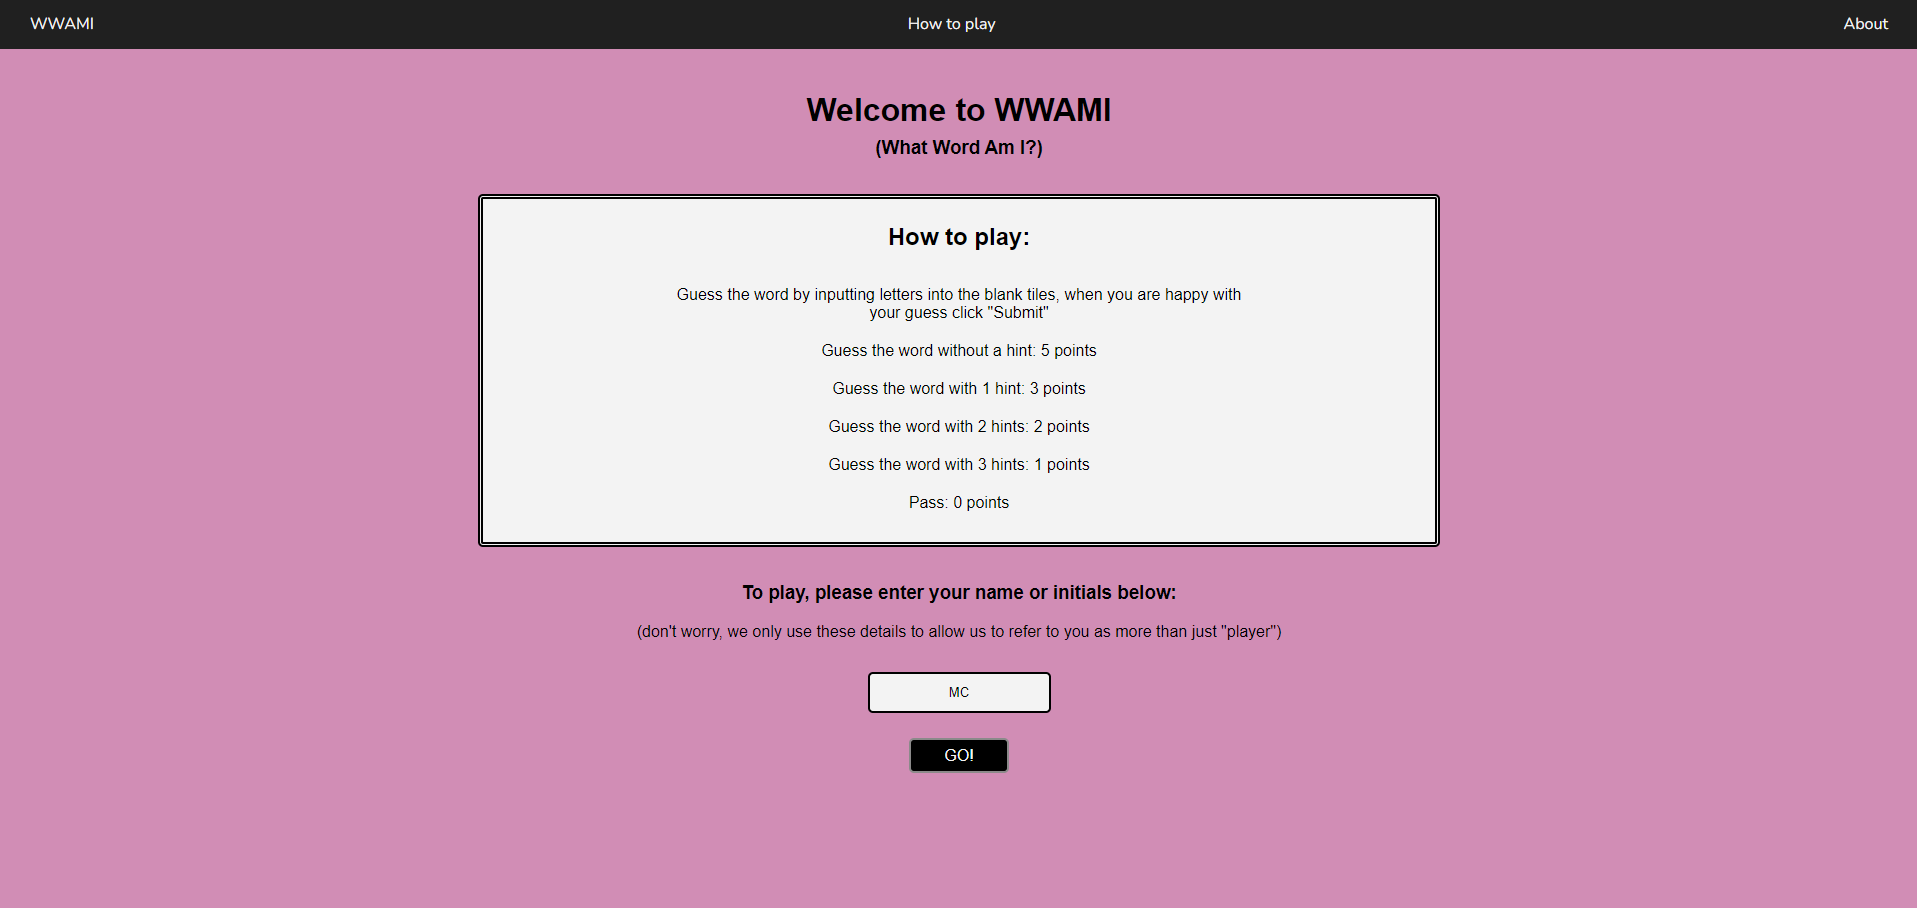 WWAMI
How to play
About
Welcome to WWAMI
(What Word Am I?)
How to play:
Guess the word by inputting letters into the blank tiles, when you are happy with
your guess click "Submit"
Guess the word without a hint: 5 points
Guess the word with 1 hint: 3 points
Guess the word with 2 hints: 2 points
Guess the word with 3 hints: 1 points
Pass: 0 points
To play, please enter your name or initials below:
(don't worry, we only use these details to allow us to refer to you as more than just "player")
MC
GO!